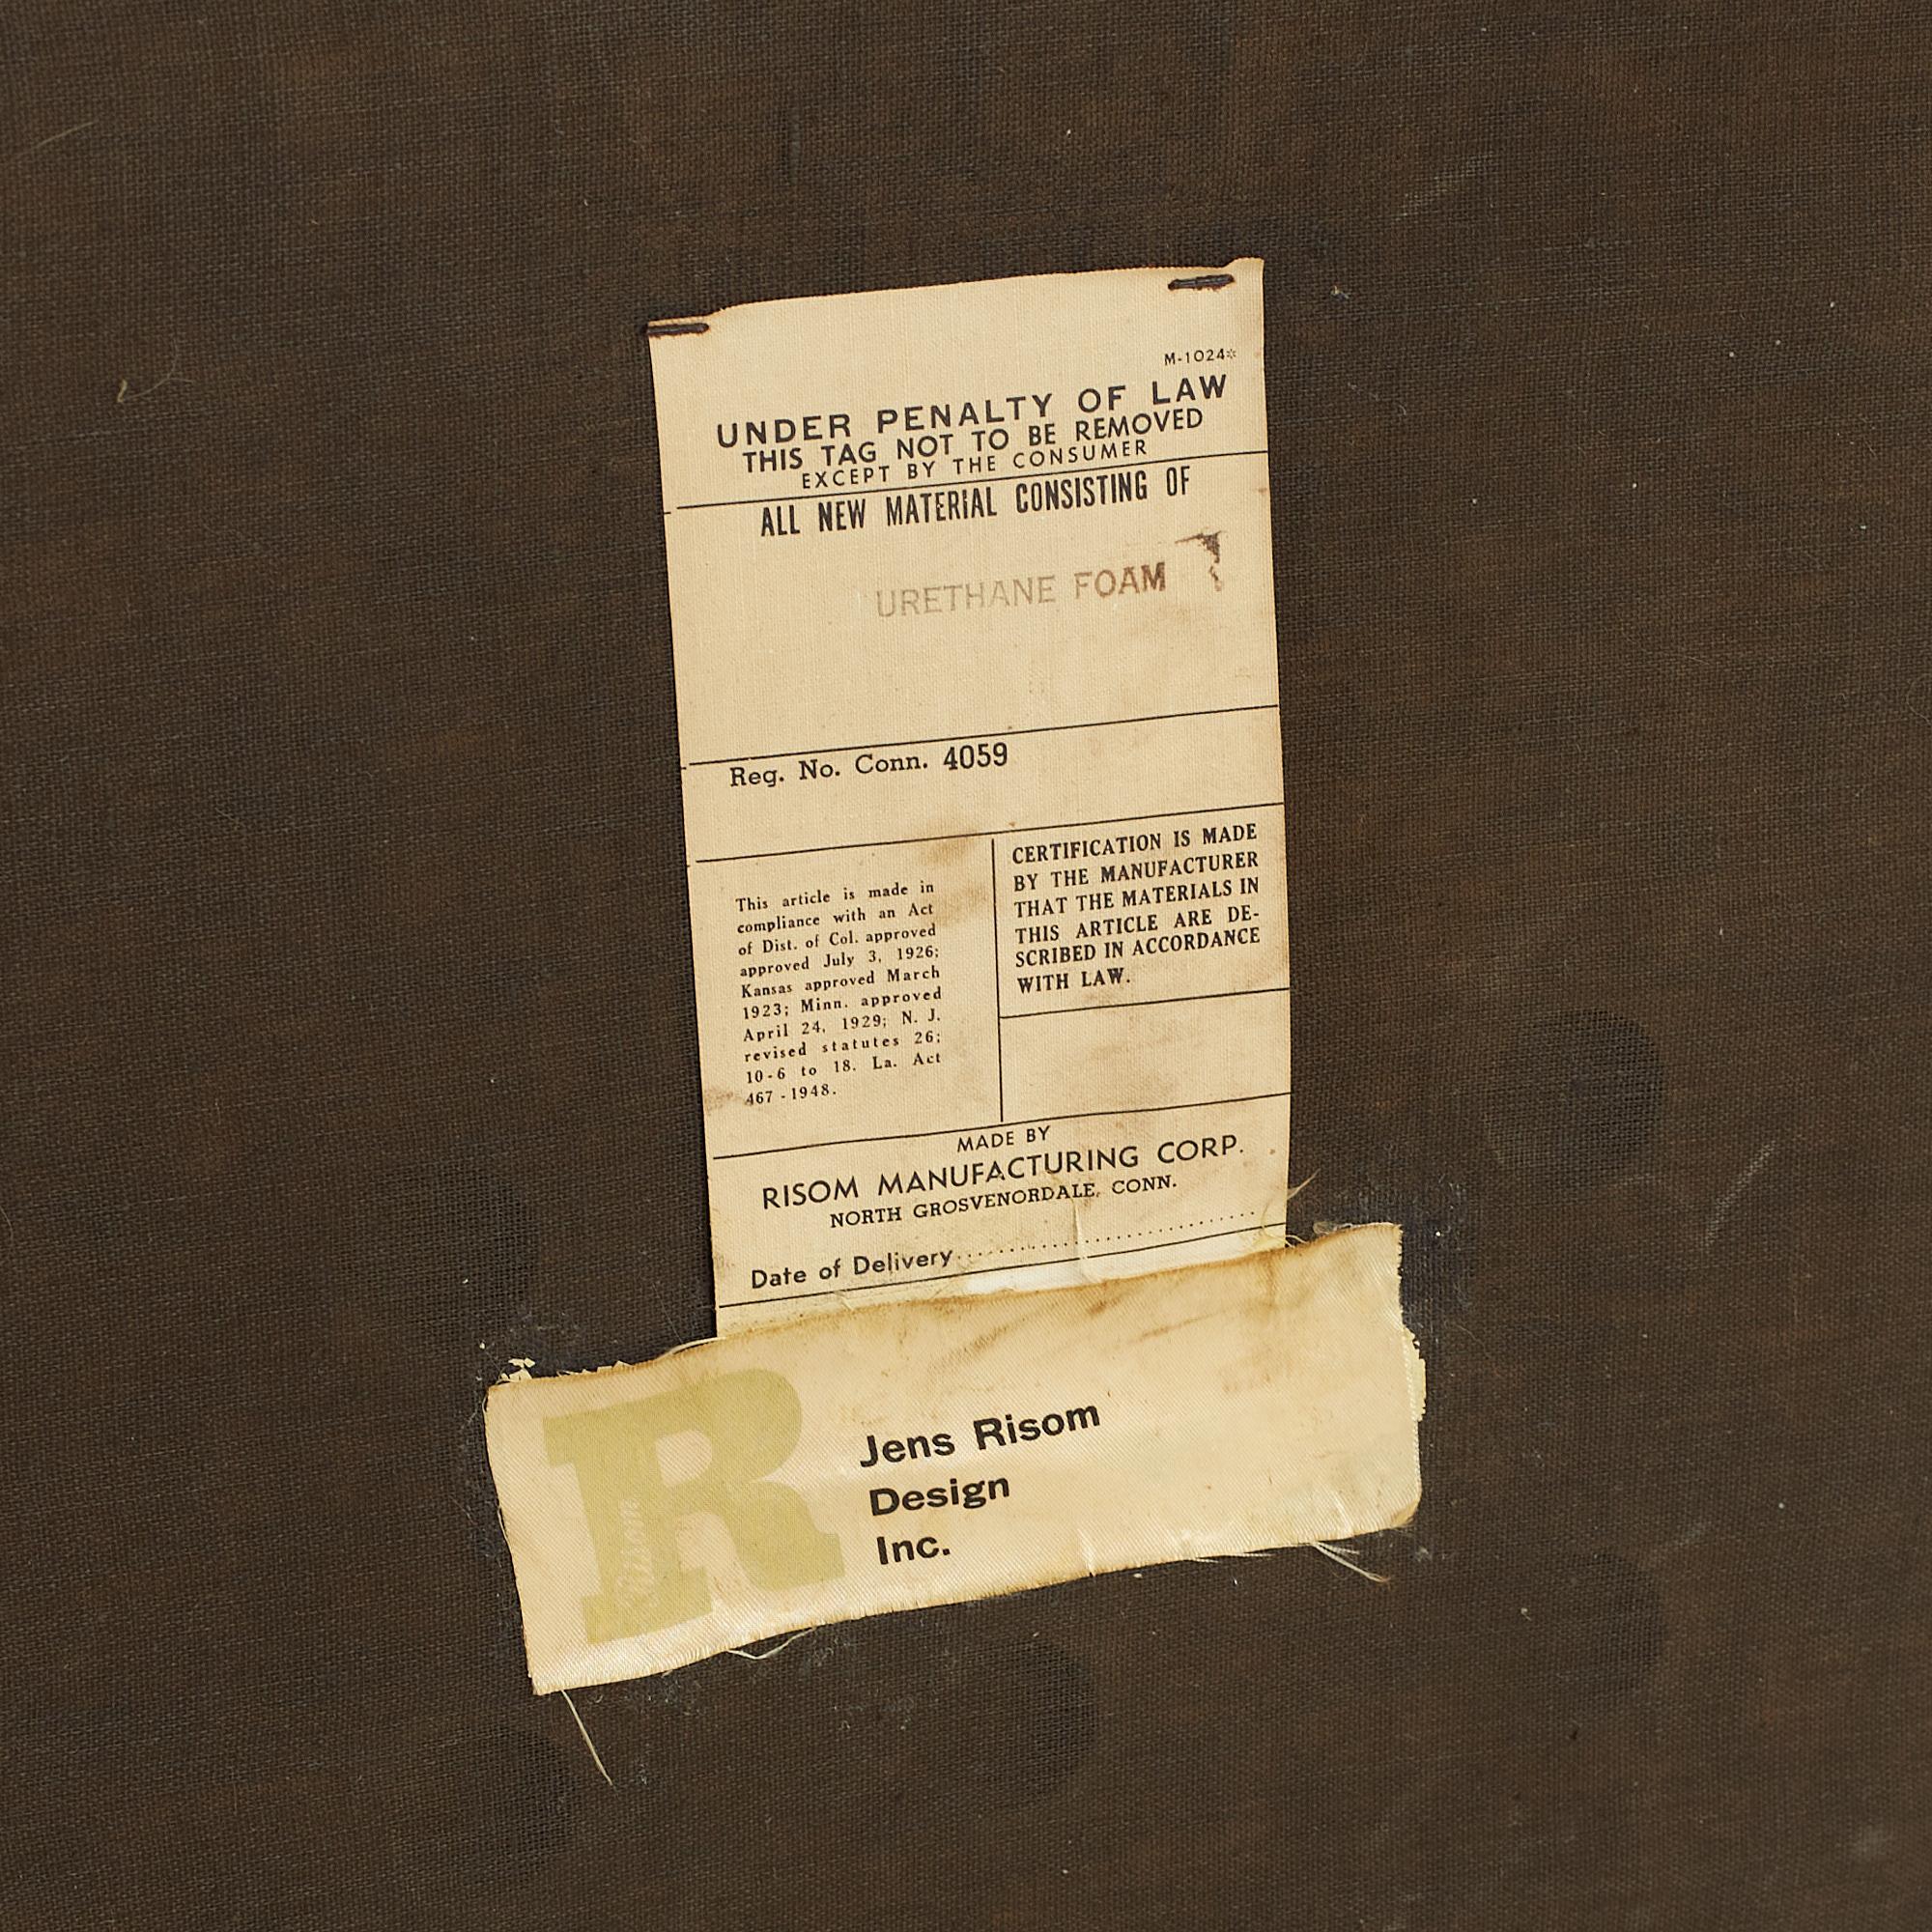 M-1024
UNDER PENALTY OF LAW
THIS TAG NOT TO BE REMOVED
EXCEPT BY THE CONSUMER
ALL NEW MATERIAL CONSISTING OF
URETHANE FOAM
Reg. No. Conn. 4059
This article is made in
compliance with an Act
of Dist. of Col. approved
approved July 3, 1926;
Kansas approved March
1923; Minn. approved
April 24, 1929; N. J.
revised statutes 26;
10-6 to 18. La. Act
467 - 1948.
CERTIFICATION IS MADE
BY THE MANUFACTURER
THAT THE MATERIALS IN
THIS ARTICLE ARE DE-
SCRIBED IN ACCORDANCE
WITH LAW.
MADE BY
RISOM MANUFACTURING CORP.
NORTH GROSVENORDALE, CONN.
Date of Delivery
R
Risom
Jens Risom
Design
Inc.